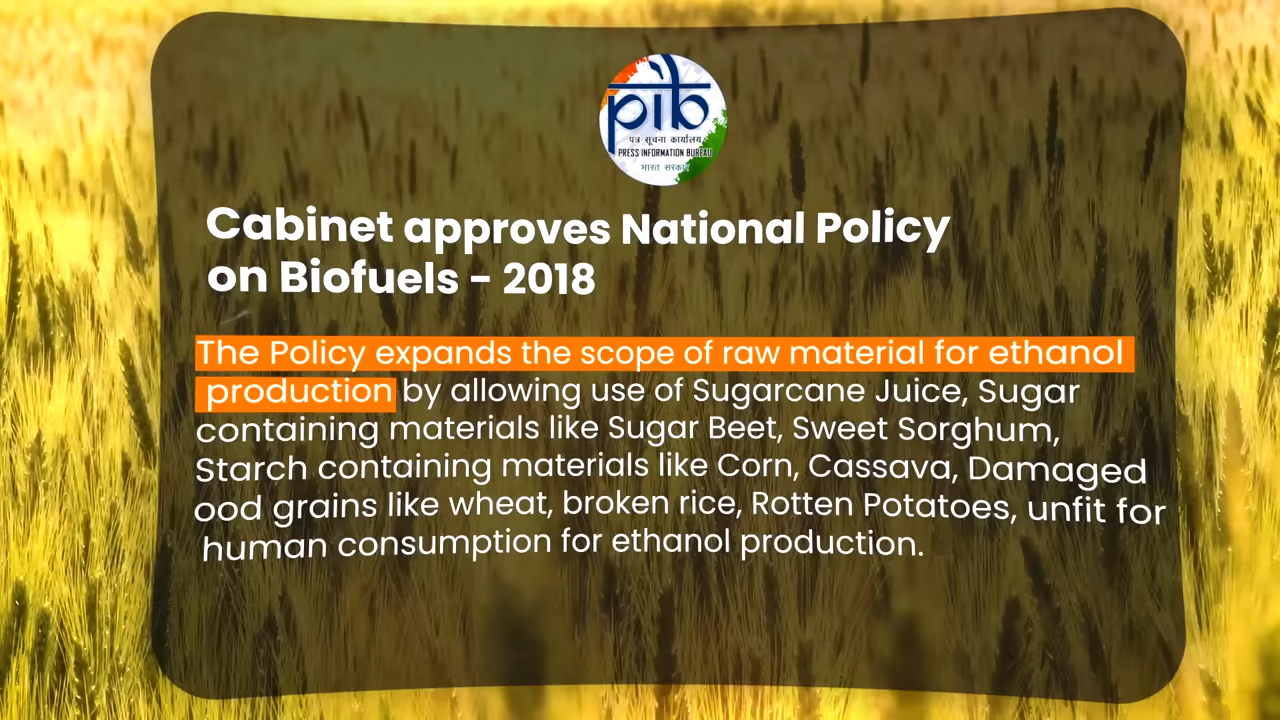 pib
पत्र सूचना कार्यालय
PRESS INFORMATION BUREAU
भारत सरकार
Cabinet approves National Policy
on Biofuels - 2018
The Policy expands the scope of raw material for ethanol
production by allowing use of Sugarcane Juice, Sugar
containing materials like Sugar Beet, Sweet Sorghum,
Starch containing materials like Corn, Cassava, Damaged
ood grains like wheat, broken rice, Rotten Potatoes, unfit for
human consumption for ethanol production.